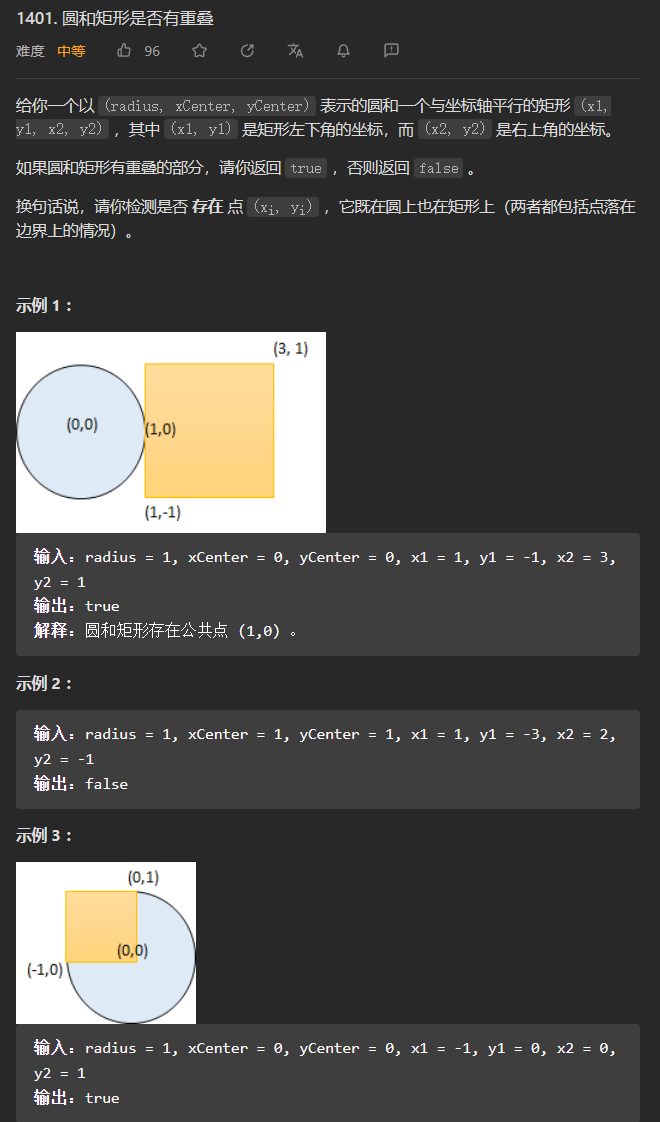 1401. 圆和矩形是否有重叠
难度 中等 96
给你一个以 (radius, xCenter, yCenter) 表示的圆和一个与坐标轴平行的矩形 (x1,
y1, x2, y2) ，其中 (x1, y1) 是矩形左下角的坐标，而 (x2, y2) 是右上角的坐标。
如果圆和矩形有重叠的部分，请你返回 true ，否则返回 false 。
换句话说，请你检测是否 存在 点 (xi, yi) ，它既在圆上也在矩形上（两者都包括点落在
边界上的情况）。
示例 1：
(3, 1)
(0,0)
(1,0)
(1,-1)
输入：radius = 1, xCenter = 0, yCenter = 0, x1 = 1, y1 = -1, x2 = 3,
y2 = 1
输出：true
解释：圆和矩形存在公共点 (1,0) 。
示例 2：
输入：radius = 1, xCenter = 1, yCenter = 1, x1 = 1, y1 = -3, x2 = 2,
y2 = -1
输出：false
示例 3：
(0,1)
(0,0)
(-1,0)
输入：radius = 1, xCenter = 0, yCenter = 0, x1 = -1, y1 = 0, x2 = 0,
y2 = 1
输出：true